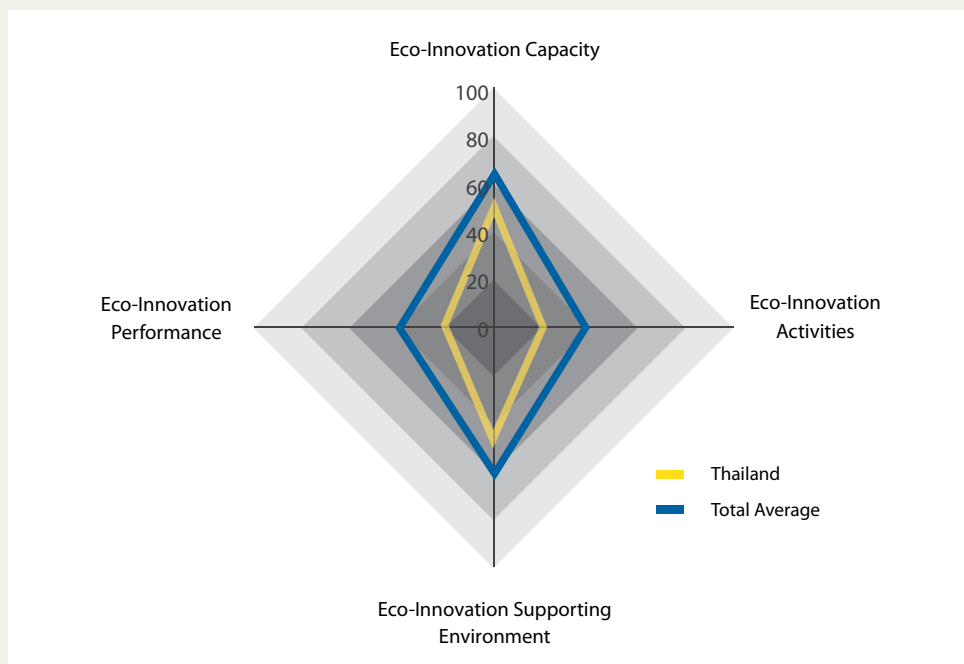 Eco-Innovation Capacity
100
80
60
40
20
0
Eco-Innovation
Performance
Eco-Innovation
Activities
Thailand
Total Average
Eco-Innovation Supporting
Environment